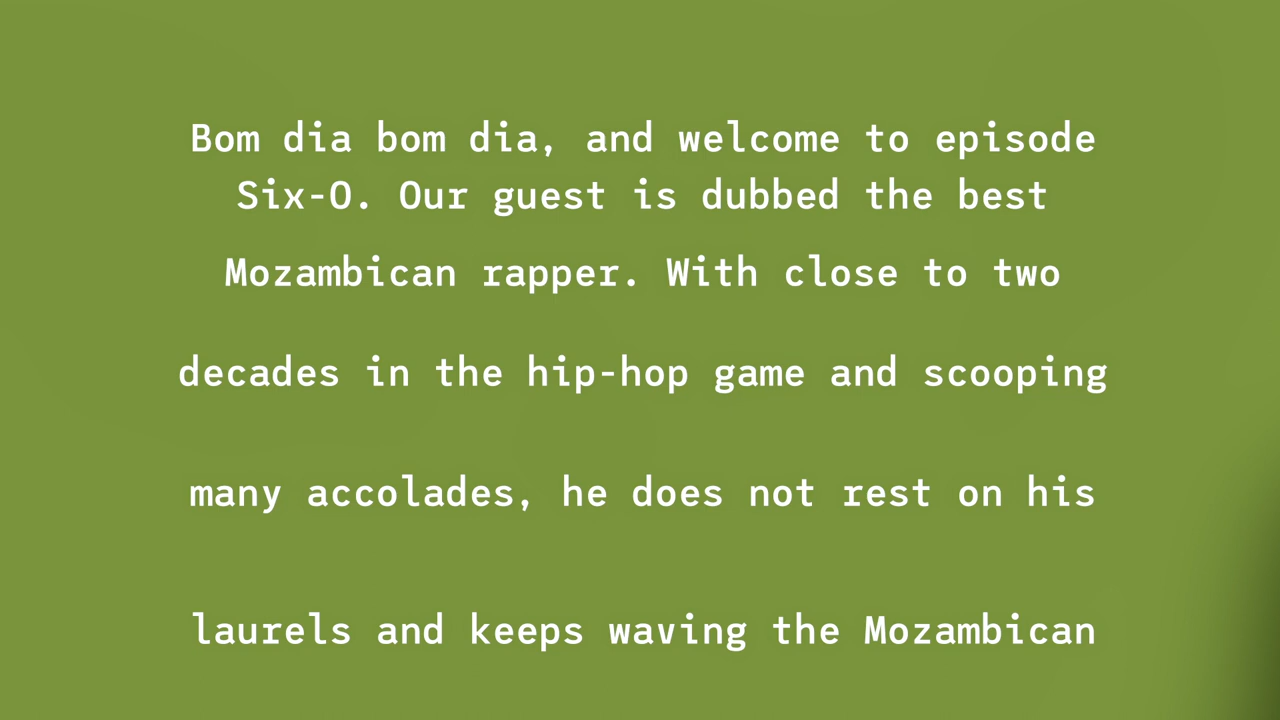 Bom dia bom dia, and welcome to episode
Six-O. Our guest is dubbed the best
Mozambican rapper. With close to two
decades in the hip-hop game and scooping
many accolades, he does not rest on his
laurels and keeps waving the Mozambican